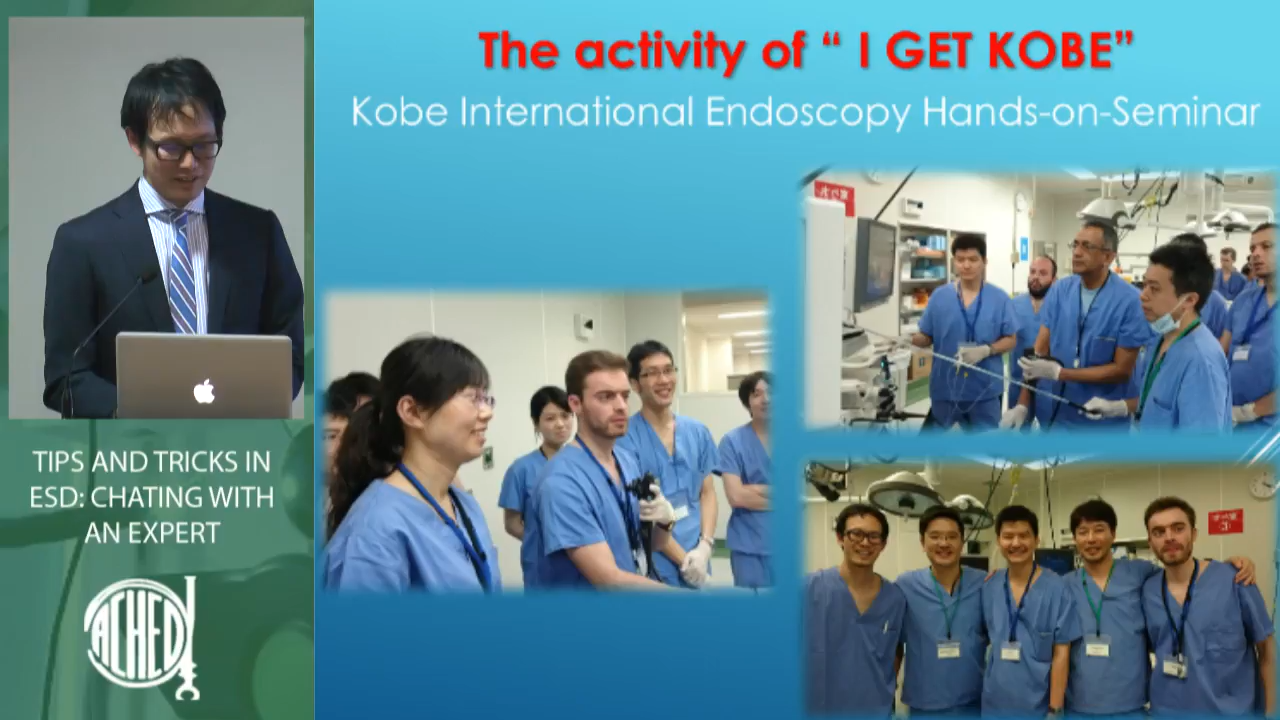 The activity of “ I GET KOBE”
Kobe International Endoscopy Hands-on-Seminar
TIPS AND TRICKS IN
ESD: CHATING WITH
AN EXPERT
ACHED